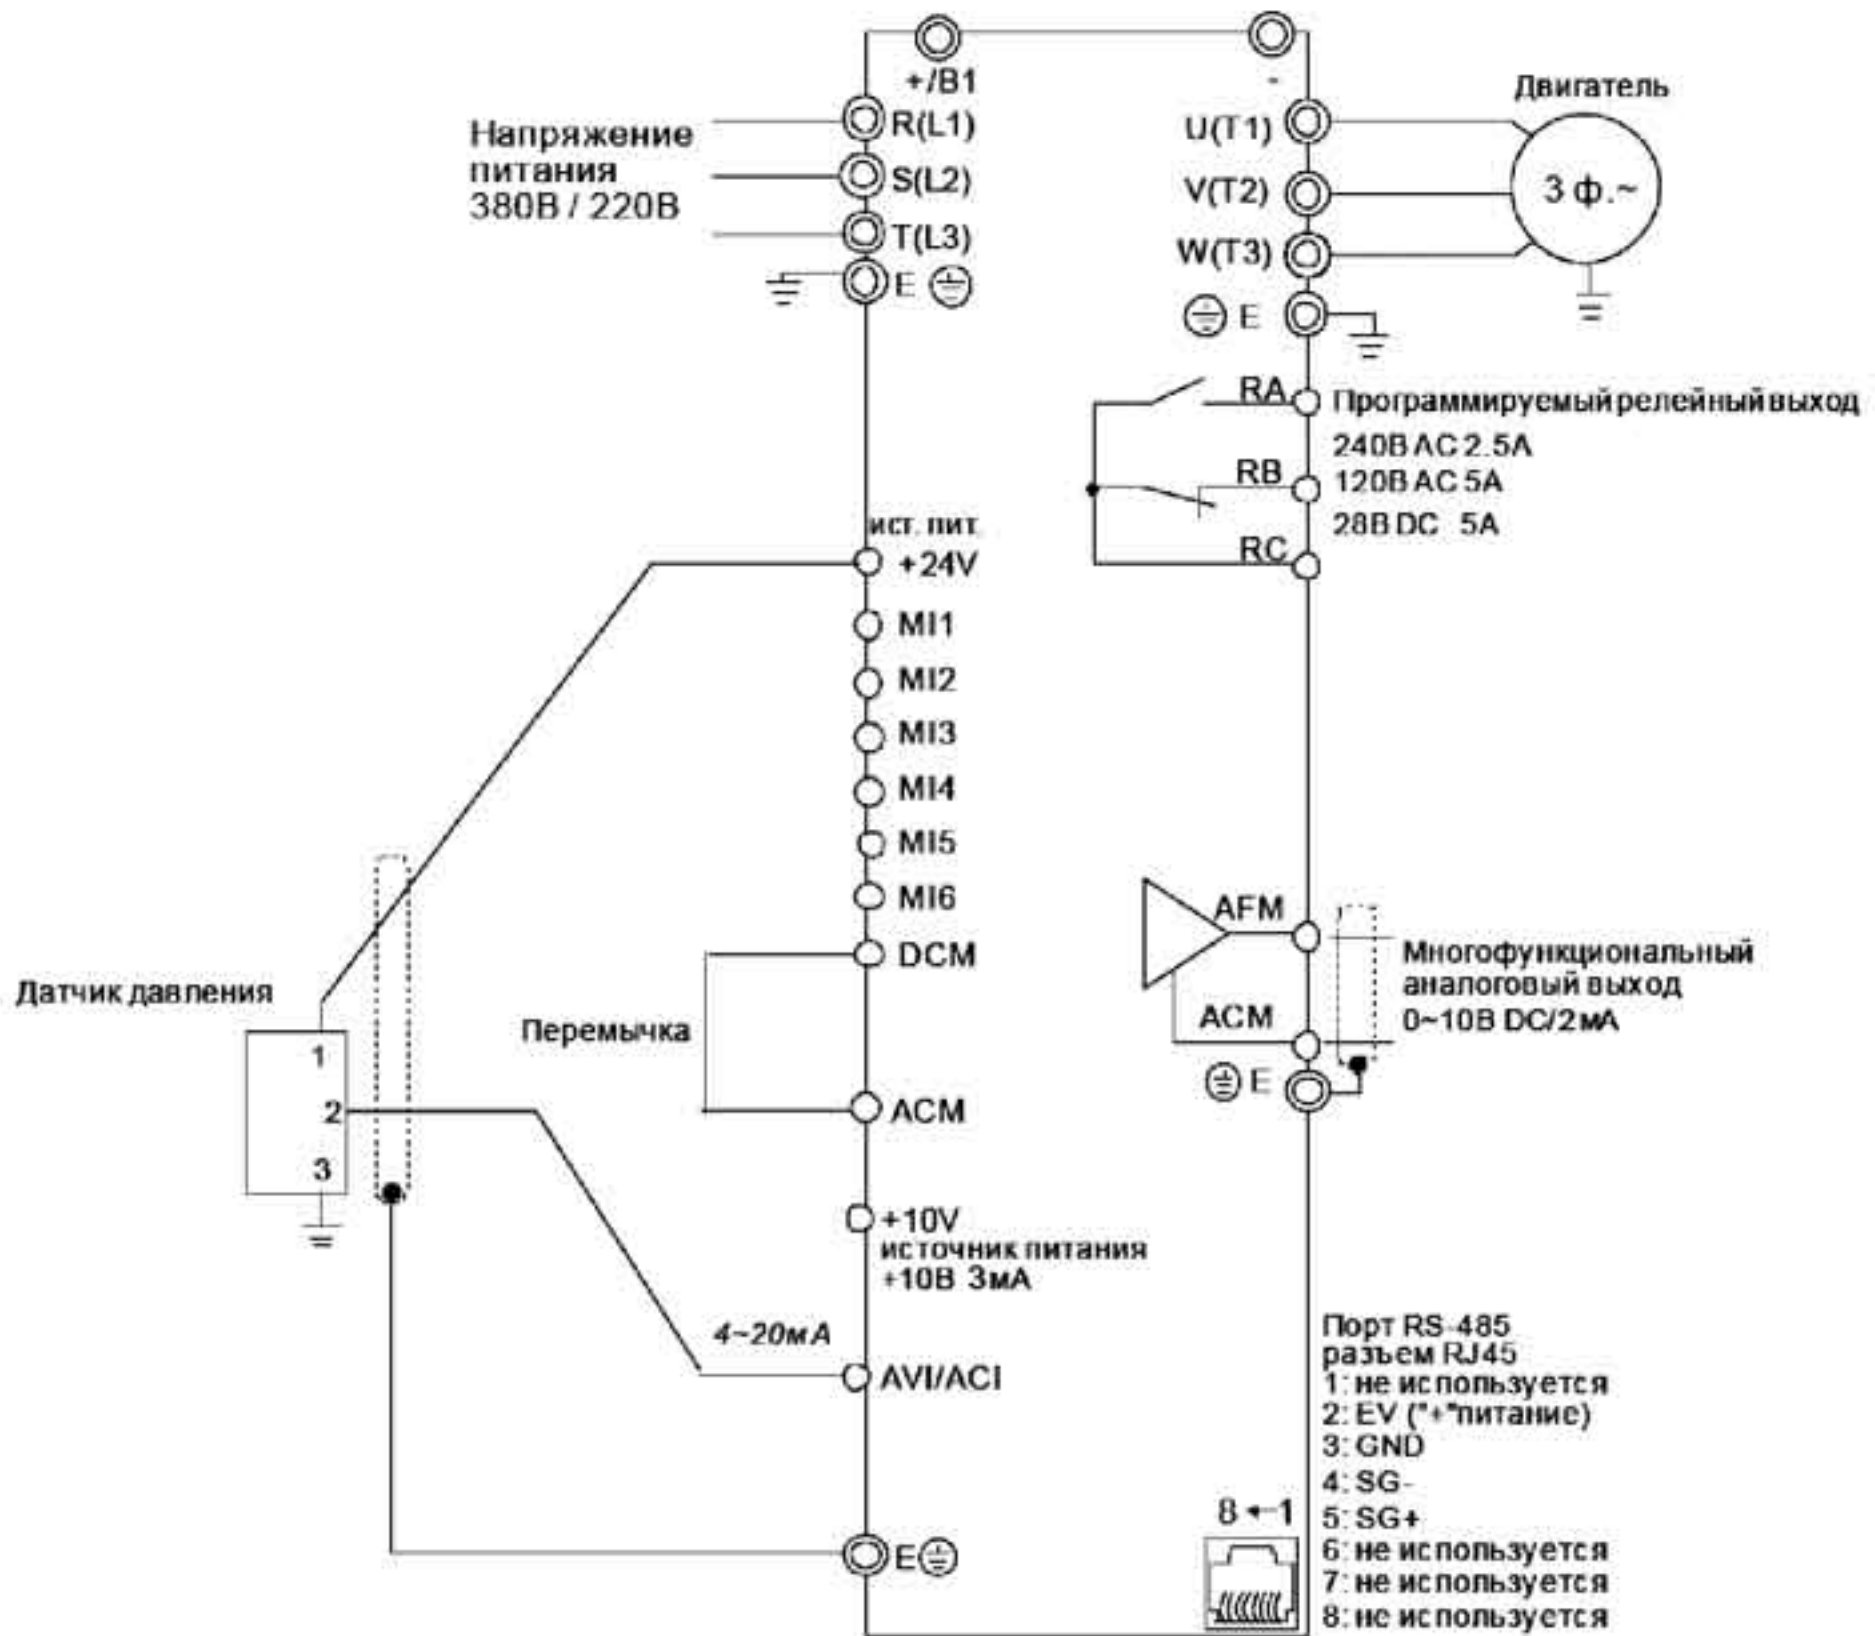 +/B1
-
Двигатель
Напряжение
питания
380В / 220В
R(L1)
S(L2)
T(L3)
E
U(T1)
V(T2)
W(T3)
3 ф.~
E
RA
RB
RC
Программируемый релейный выход
240В AC 2.5A
120В AC 5A
28В DC 5A
ист. пит.
+24V
MI1
MI2
MI3
MI4
MI5
MI6
DCM
Датчик давления
1
2
3
Перемычка
ACM
AFM
ACM
E
Многофункциональный
аналоговый выход
0~10В DC/2мА
+10V
источник питания
+10В 3мА
4~20мА
AVI/ACI
E
Порт RS-485
разъем RJ45
1: не используется
2: EV ("+"питание)
3: GND
4: SG-
5: SG+
6: не используется
7: не используется
8: не используется
8 ←1